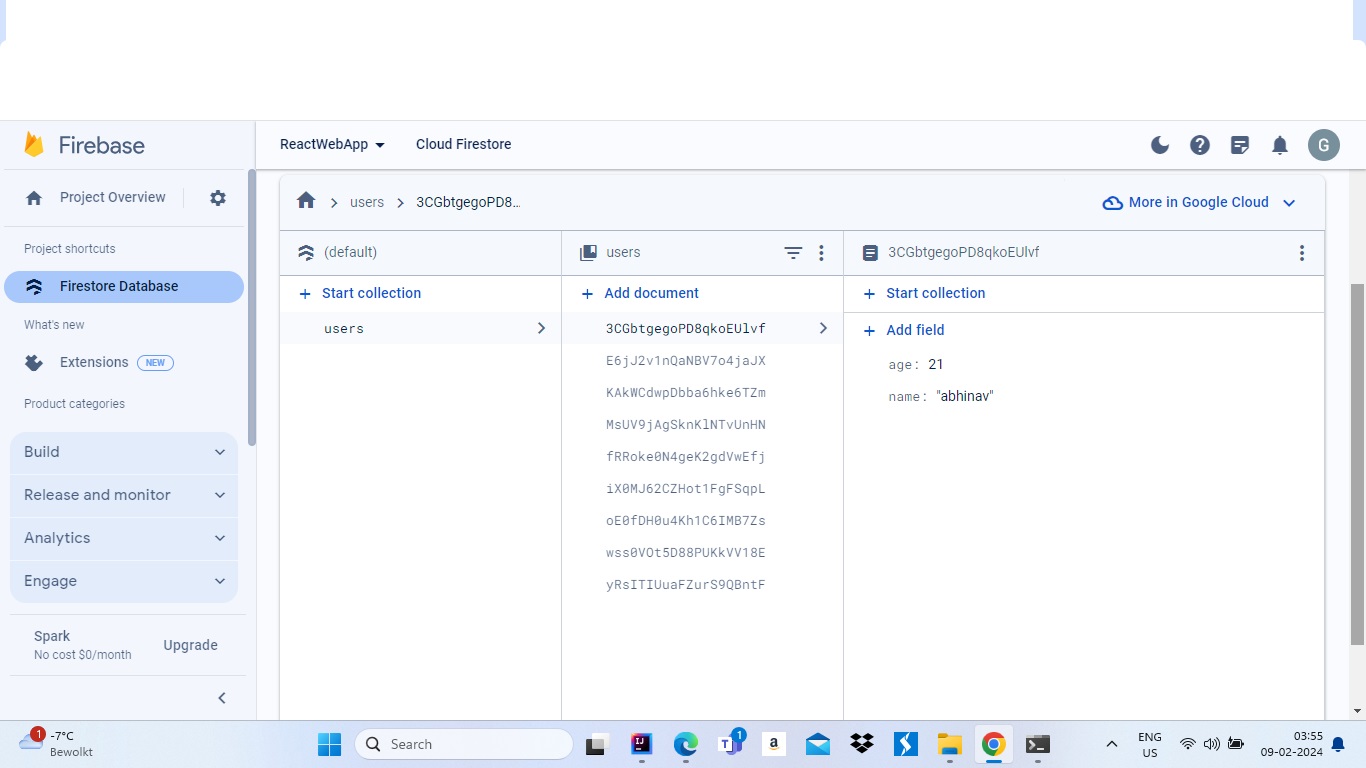 Firebase
ReactWebApp
Cloud Firestore
G
Project Overview
users
3CGbtgegoPD8...
More in Google Cloud
Project shortcuts
(default)
users
3CGbtgegoPD8qkoEUlvf
Firestore Database
Start collection
Add document
Start collection
What's new
users
3CGbtgegoPD8qkoEUlvf
Add field
Extensions
NEW
E6jJ2v1nQaNBV7o4jaJX
age: 21
KAkWCdwpDbba6hke6TZm
name: "abhinav"
Product categories
MsUV9jAgSknKlNTvUnHN
Build
fRRoke0N4geK2gdVwEfj
Release and monitor
iX0MJ62CZHot1FgFSqpL
oE0fDH0u4Kh1C6IMB7Zs
Analytics
wss0VOt5D88PUKkVV18E
Engage
yRsITIUuaFZurS9QBntF
Spark
No cost $0/month
Upgrade
1
-7°C
Bewolkt
Search
1
ENG
US
03:55
09-02-2024